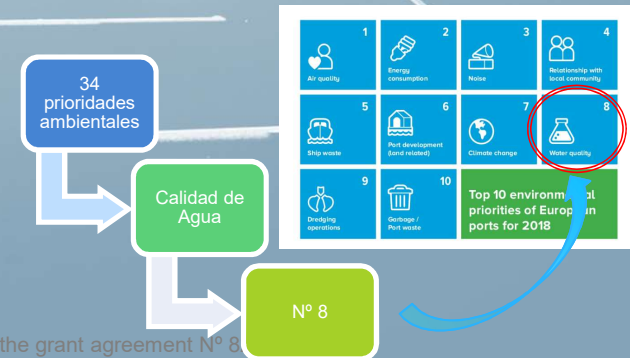 34
prioridades
ambientales
Calidad de
Agua
Nº 8
1
Air quality
2
Energy
consumption
3
Noise
4
Relationship with
local community
5
Ship waste
6
Port development
(land related)
7
Climate change
8
Water quality
9
Dredging
operations
10
Garbage /
Port waste
Top 10 environmental
priorities of European
ports for 2018
the grant agreement Nº 8